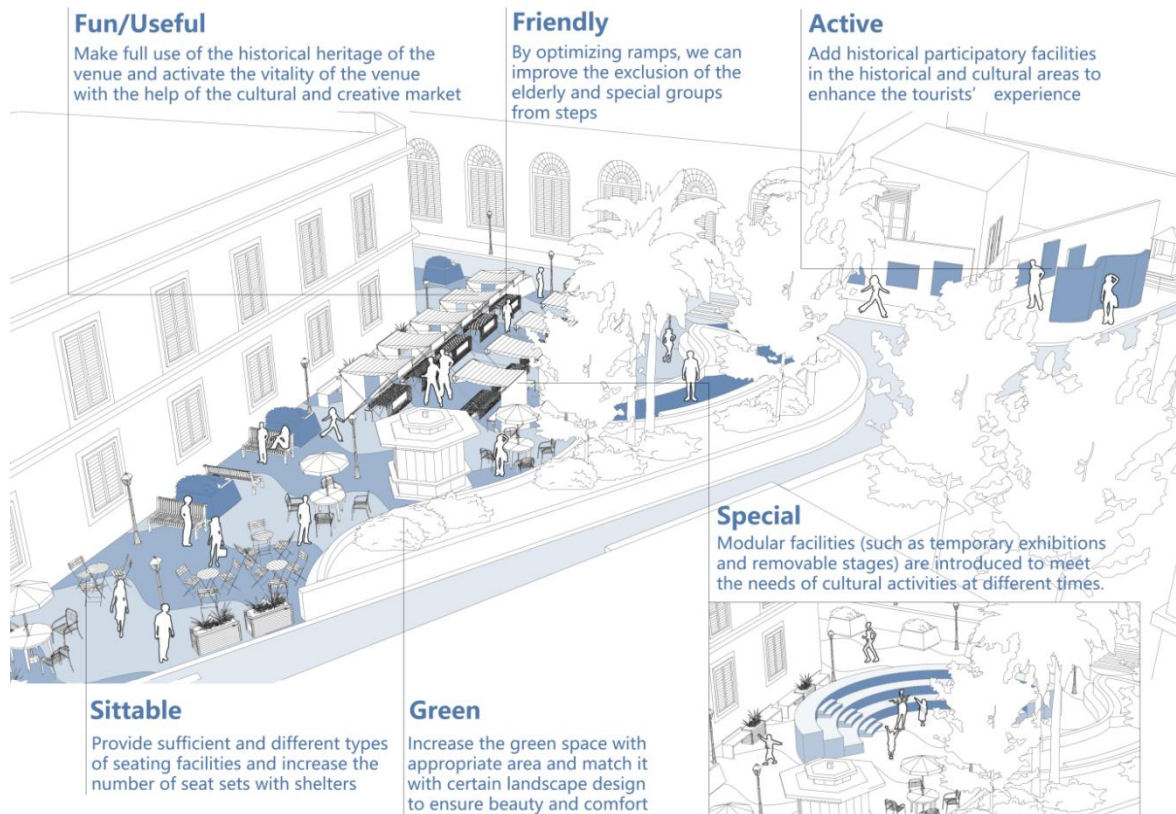 Fun/Useful
Make full use of the historical heritage of the
venue and activate the vitality of the venue
with the help of the cultural and creative market
Friendly
By optimizing ramps, we can
improve the exclusion of the
elderly and special groups
from steps
Active
Add historical participatory facilities
in the historical and cultural areas to
enhance the tourists' experience
Special
Modular facilities (such as temporary exhibitions
and removable stages) are introduced to meet
the needs of cultural activities at different times.
Sittable
Provide sufficient and different types
of seating facilities and increase the
number of seat sets with shelters
Green
Increase the green space with
appropriate area and match it
with certain landscape design
to ensure beauty and comfort